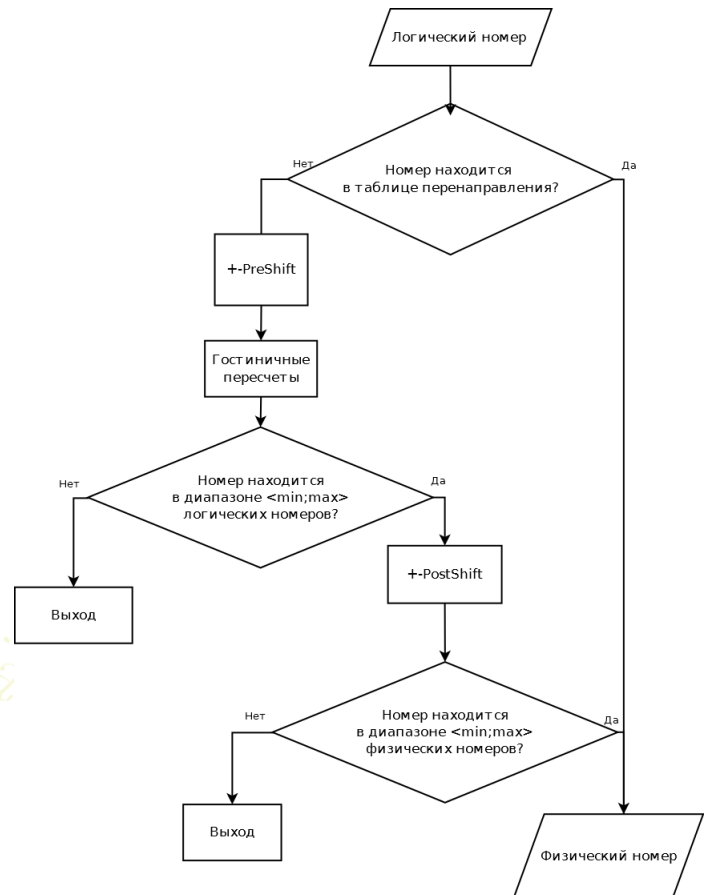 Логический номер
Номер находится
в таблице перенаправления?
Нет
Да
+-PreShift
Гостиничные
пересчеты
Номер находится
в диапазоне <min;max>
логических номеров?
Нет
Да
+-PostShift
Выход
Номер находится
в диапазоне <min;max>
физических номеров?
Нет
Да
Выход
Физический номер